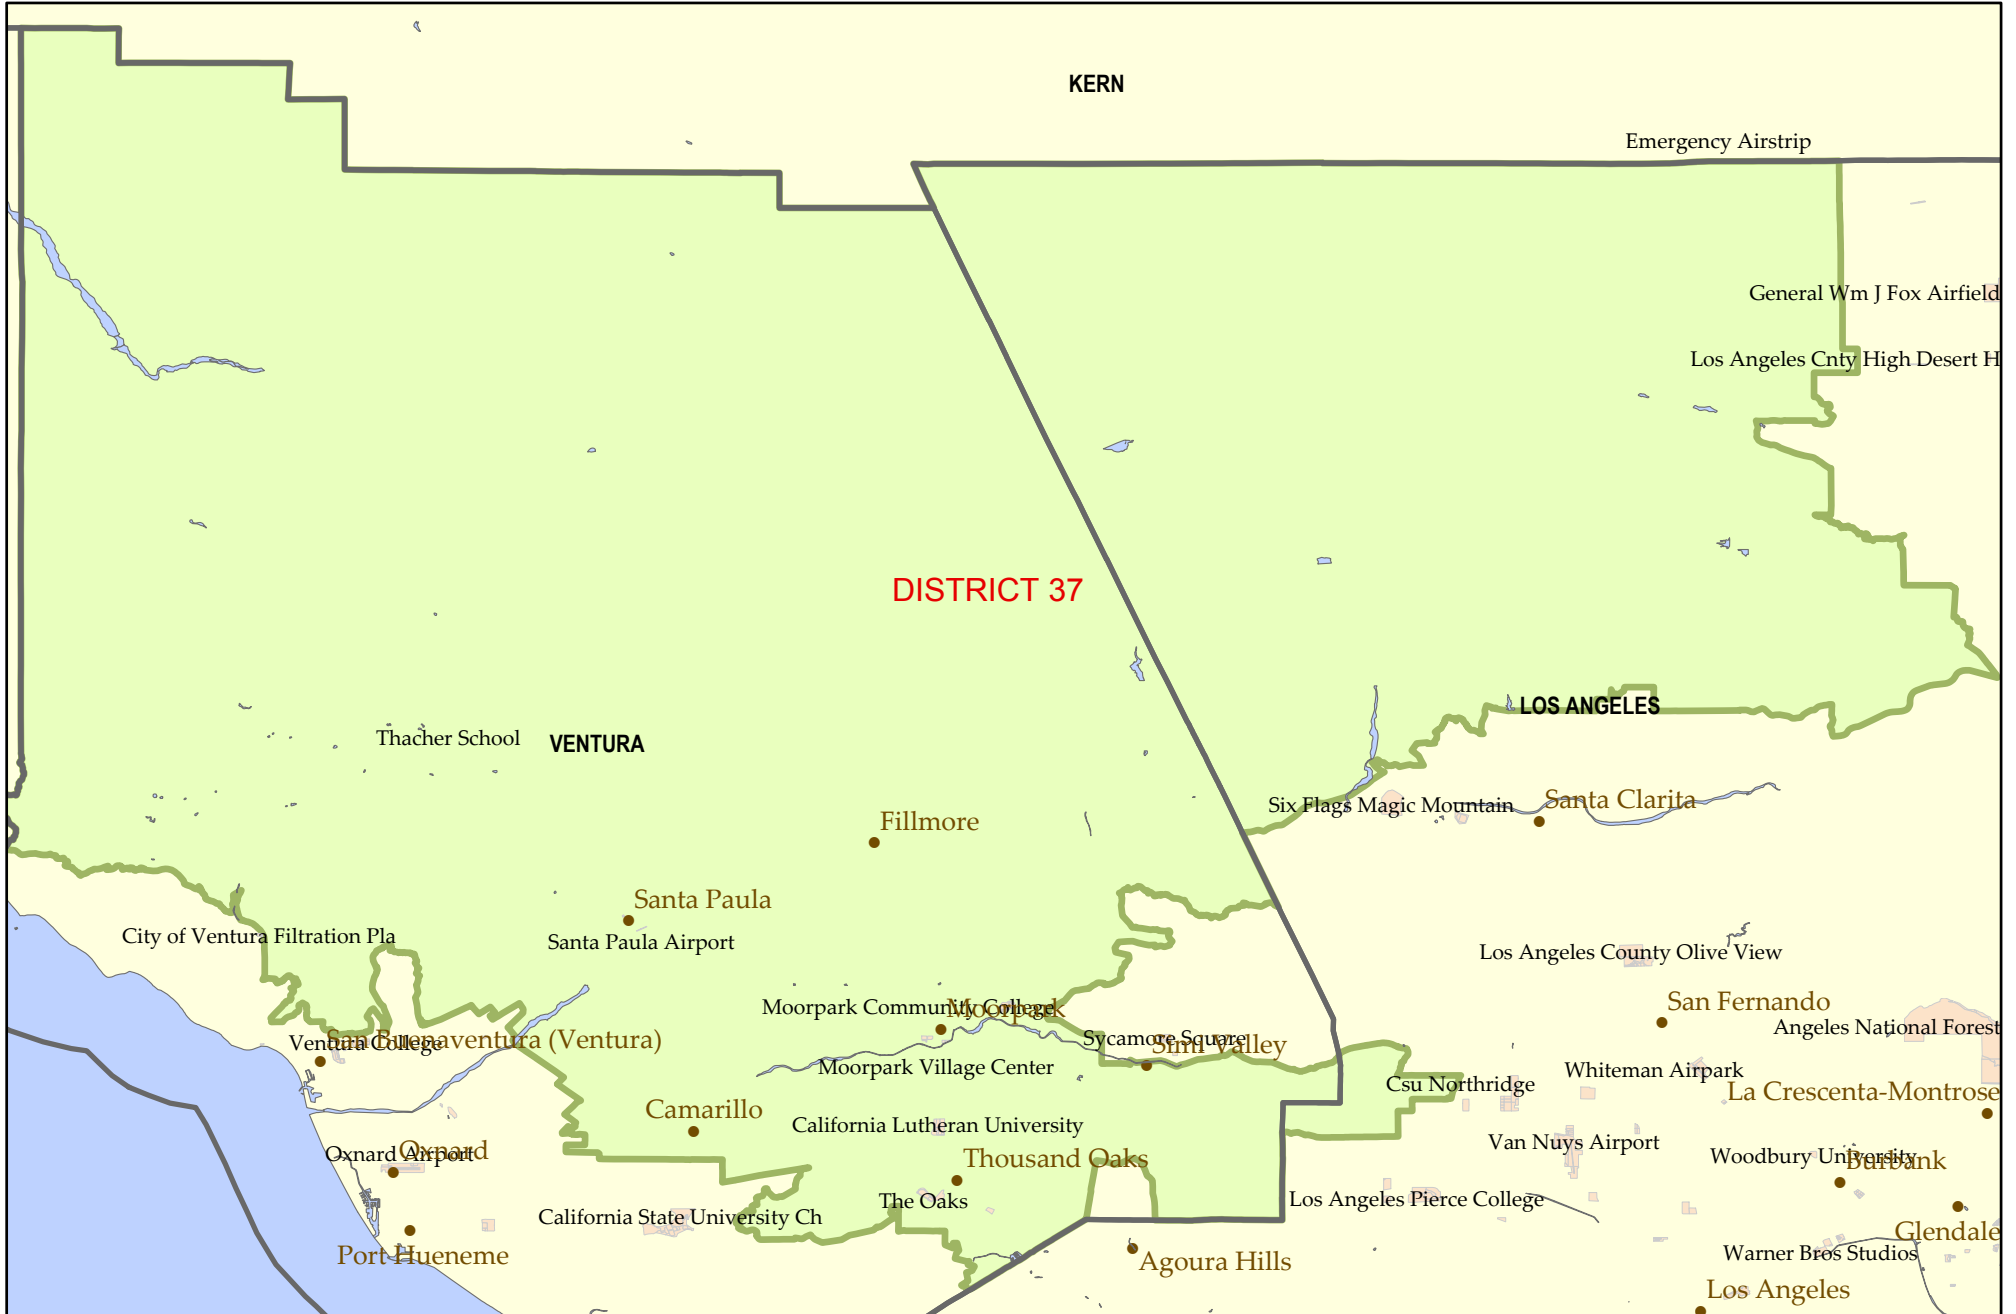 KERN
Emergency Airstrip
General Wm J Fox Airfield
Los Angeles Cnty High Desert H
DISTRICT 37
LOS ANGELES
Thacher School
VENTURA
Six Flags Magic Mountain
Santa Clarita
Fillmore
Santa Paula
City of Ventura Filtration Pla
Santa Paula Airport
Los Angeles County Olive View
Moorpark Community College
Moorpark
San Fernando
Angeles National Forest
Ventura College
San Buenaventura (Ventura)
Sycamore Square
Simi Valley
Moorpark Village Center
Csu Northridge
Whiteman Airpark
La Crescenta-Montrose
Camarillo
California Lutheran University
Van Nuys Airport
Oxnard Airport
Oxnard
Thousand Oaks
Woodbury University
Burbank
The Oaks
Los Angeles Pierce College
California State University Ch
Glendale
Port Hueneme
Agoura Hills
Warner Bros Studios
Los Angeles